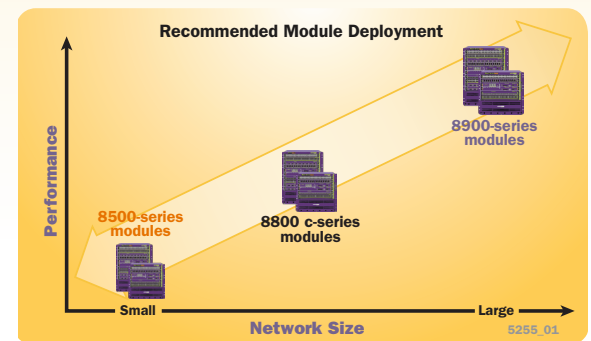 Recommended Module Deployment
Performance
8900-series
modules
8800 c-series
modules
8500-series
modules
Small
Large
Network Size
5255_01